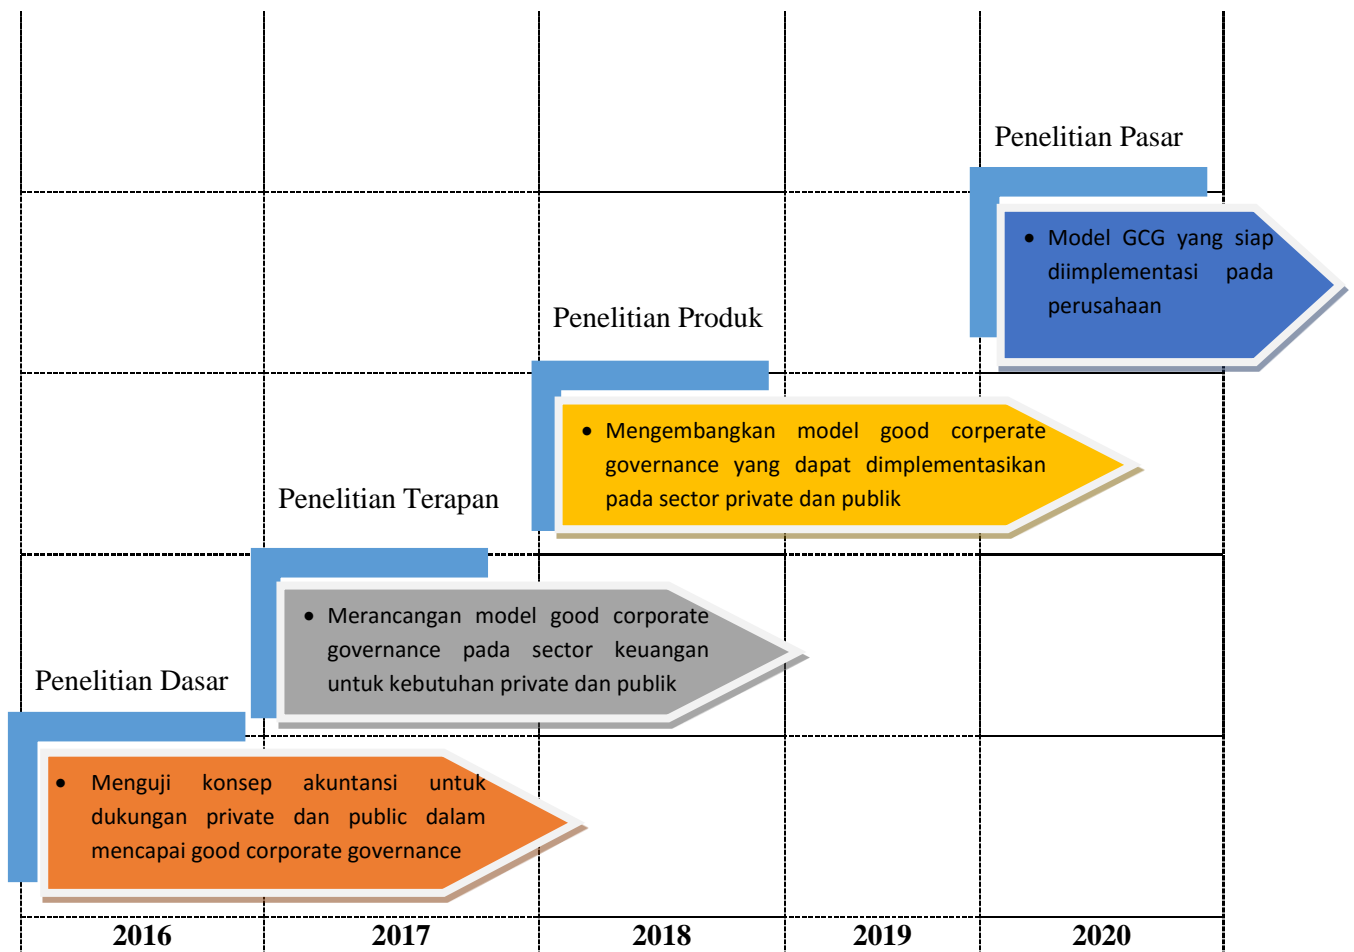 Penelitian Pasar
• Model GCG yang siap
diimplementasi pada
perusahaan
Penelitian Produk
• Mengembangkan model good corperate
governance yang dapat dimplementasikan
pada sector private dan publik
Penelitian Terapan
• Merancangan model good corporate
governance pada sector keuangan
untuk kebutuhan private dan publik
Penelitian Dasar
• Menguji konsep akuntansi untuk
dukungan private dan public dalam
mencapai good corporate governance
2016 2017 2018 2019 2020